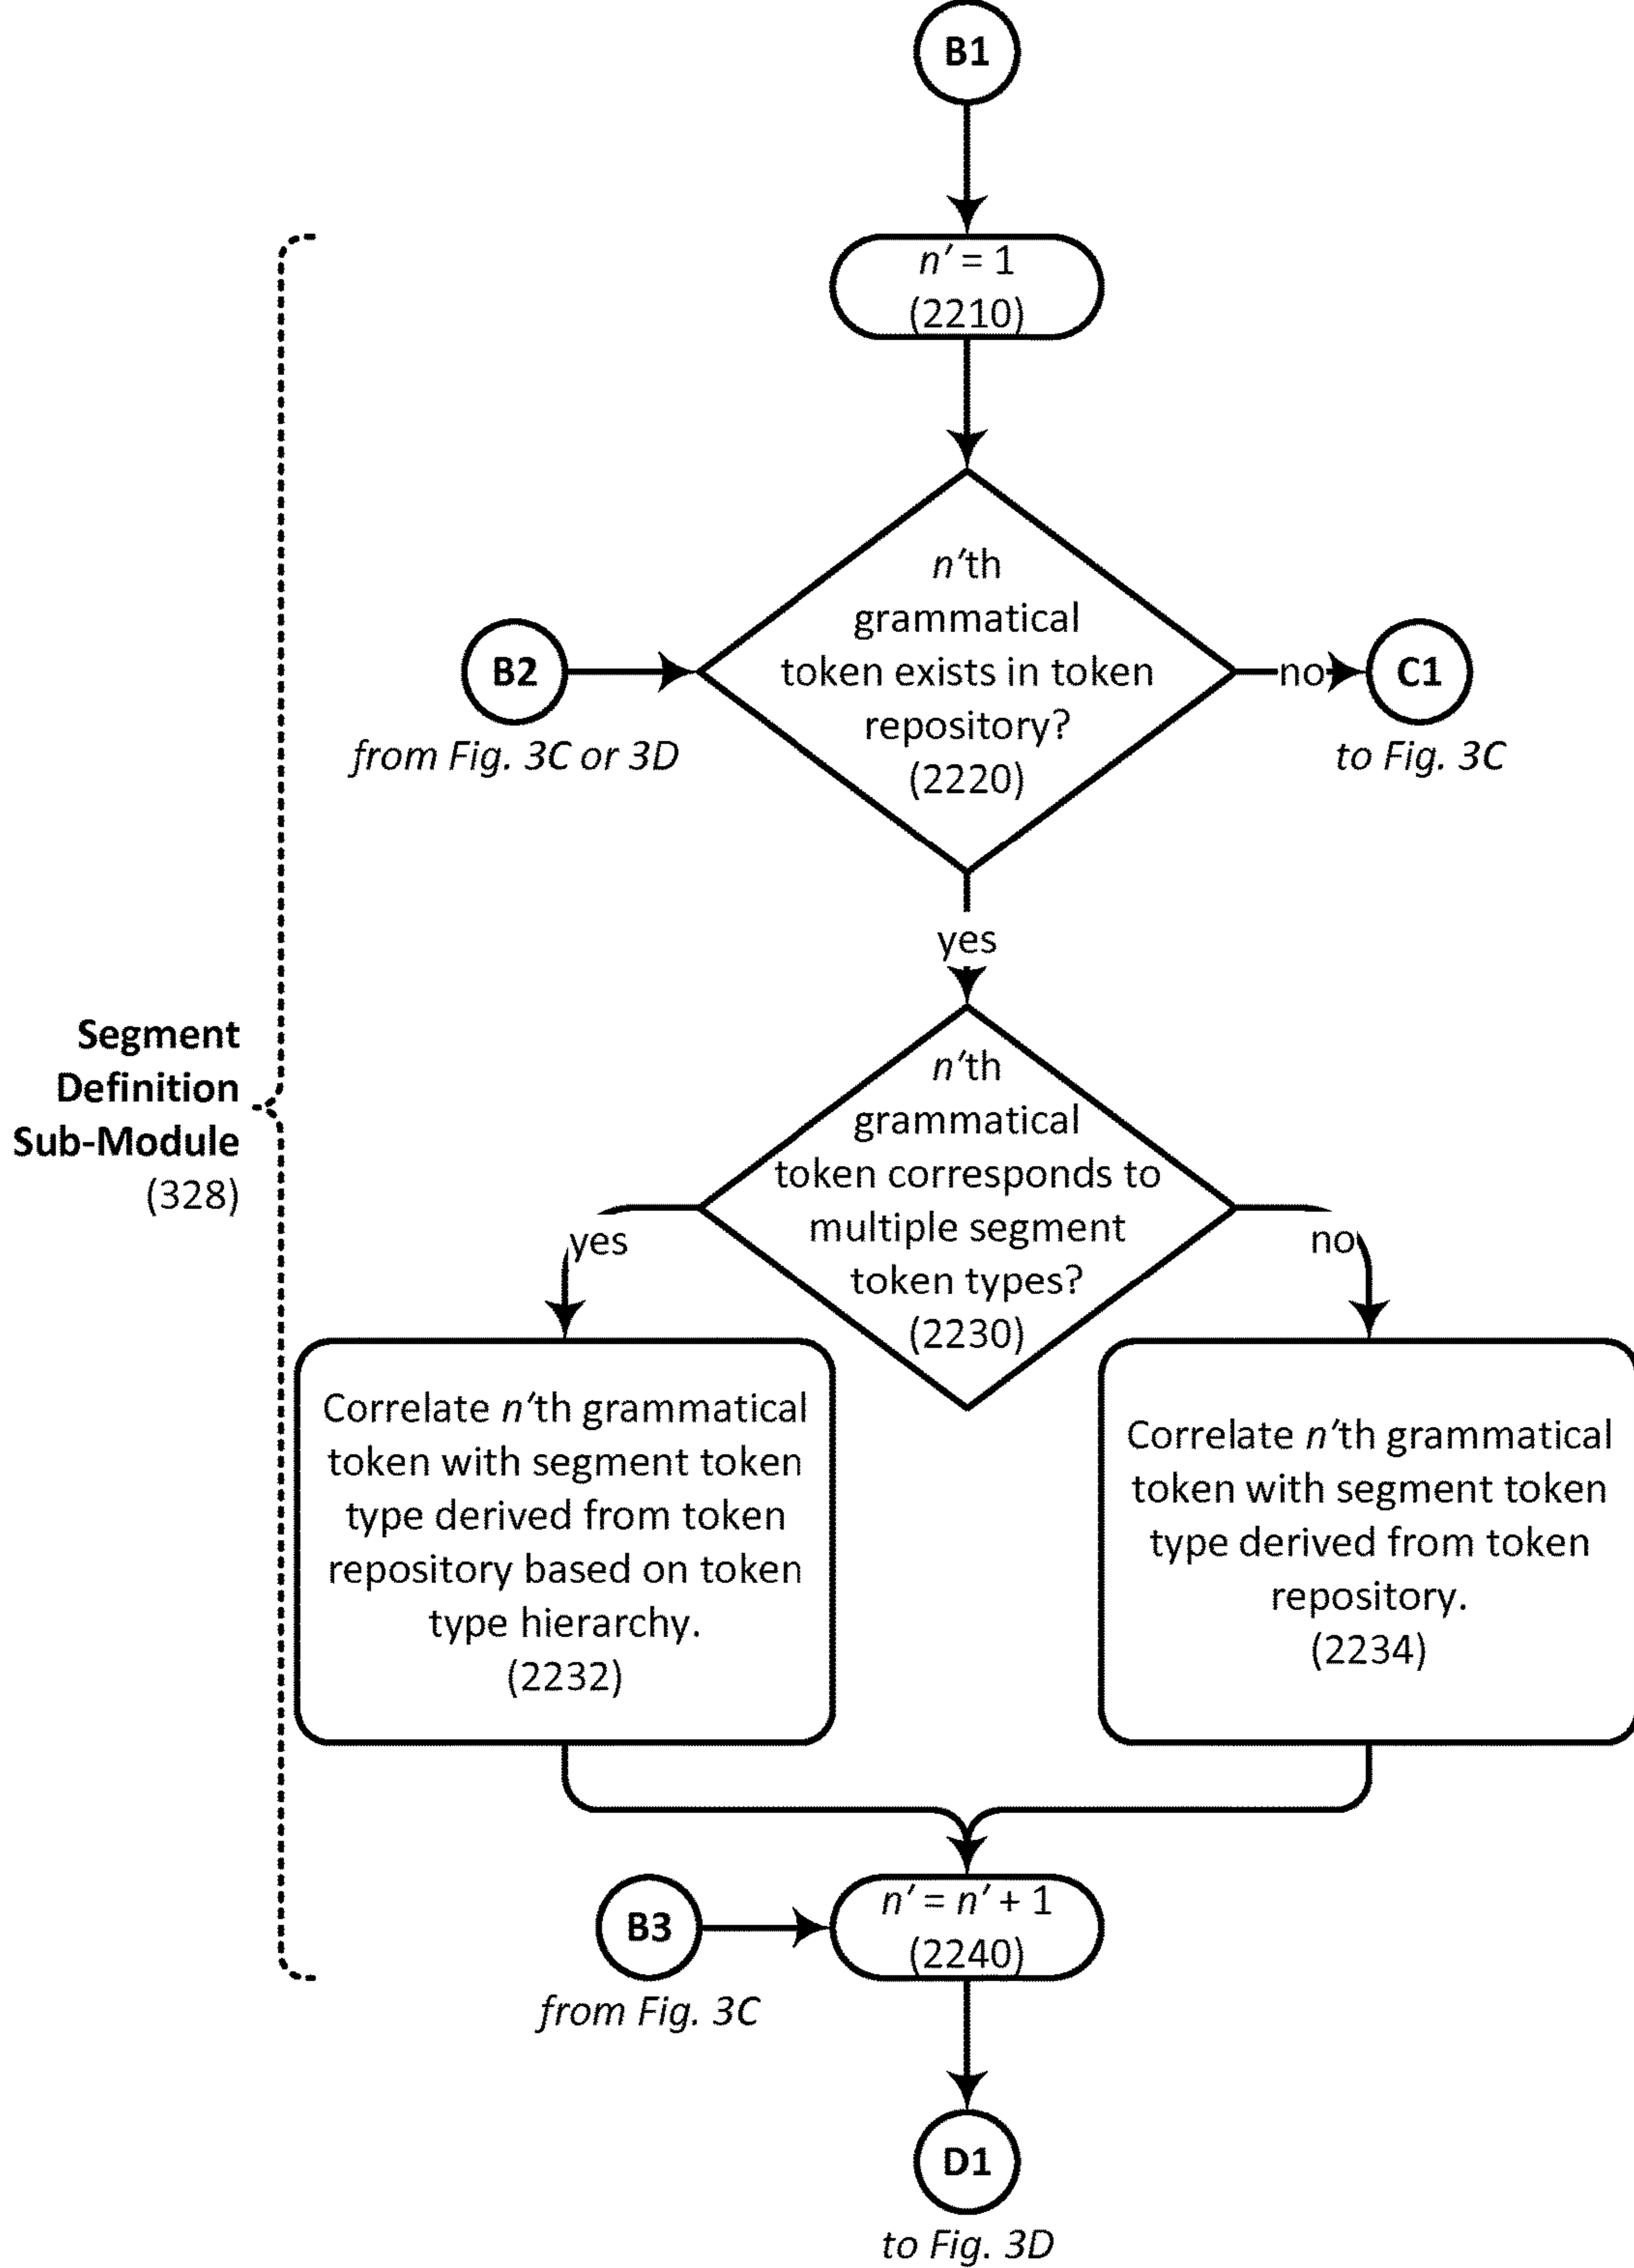 B1
n′ = 1
(2210)
n′th
grammatical
token exists in token
repository?
(2220)
B2
from Fig. 3C or 3D
no
C1
to Fig. 3C
yes
Segment
Definition
Sub-Module
(328)
n′th
grammatical
token corresponds to
multiple segment
token types?
(2230)
yes
no
Correlate n′th grammatical
token with segment token
type derived from token
repository based on token
type hierarchy.
(2232)
Correlate n′th grammatical
token with segment token
type derived from token
repository.
(2234)
B3
from Fig. 3C
n′ = n′ + 1
(2240)
D1
to Fig. 3D